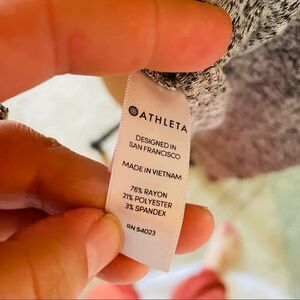 ATHLETA
DESIGNED IN
SAN FRANCISCO
MADE IN VIETNAM
76% RAYON
21% POLYESTER
3% SPANDEX
RN 54023